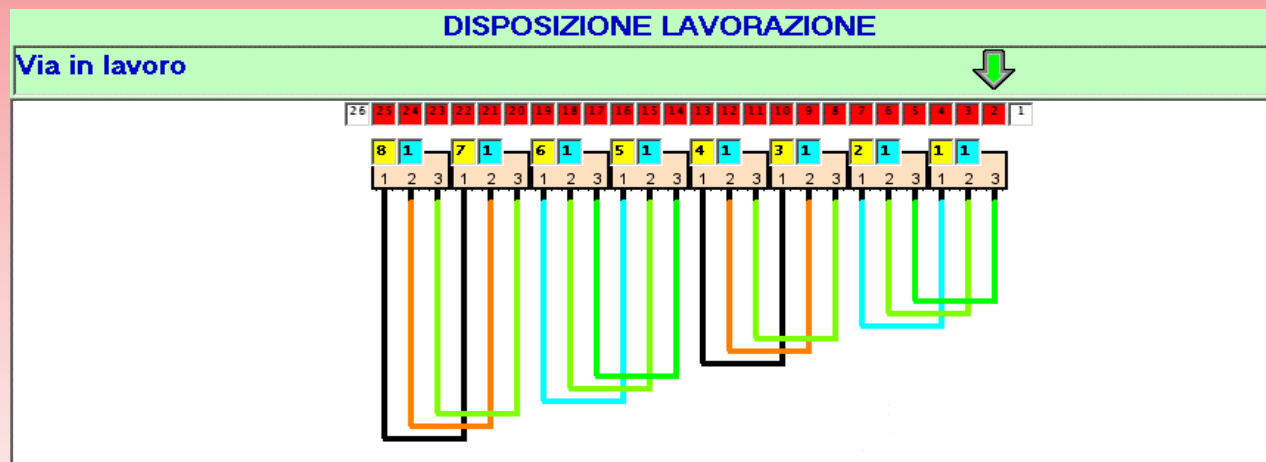 DISPOSIZIONE LAVORAZIONE
Via in lavoro
26 25 24 23 22 21 20 19 18 17 16 15 14 13 12 11 10 9 8 7 6 5 4 3 2 1
8 1 7 1 6 1 5 1 4 1 3 1 2 1 1 1
1 2 3 1 2 3 1 2 3 1 2 3 1 2 3 1 2 3 1 2 3 1 2 3